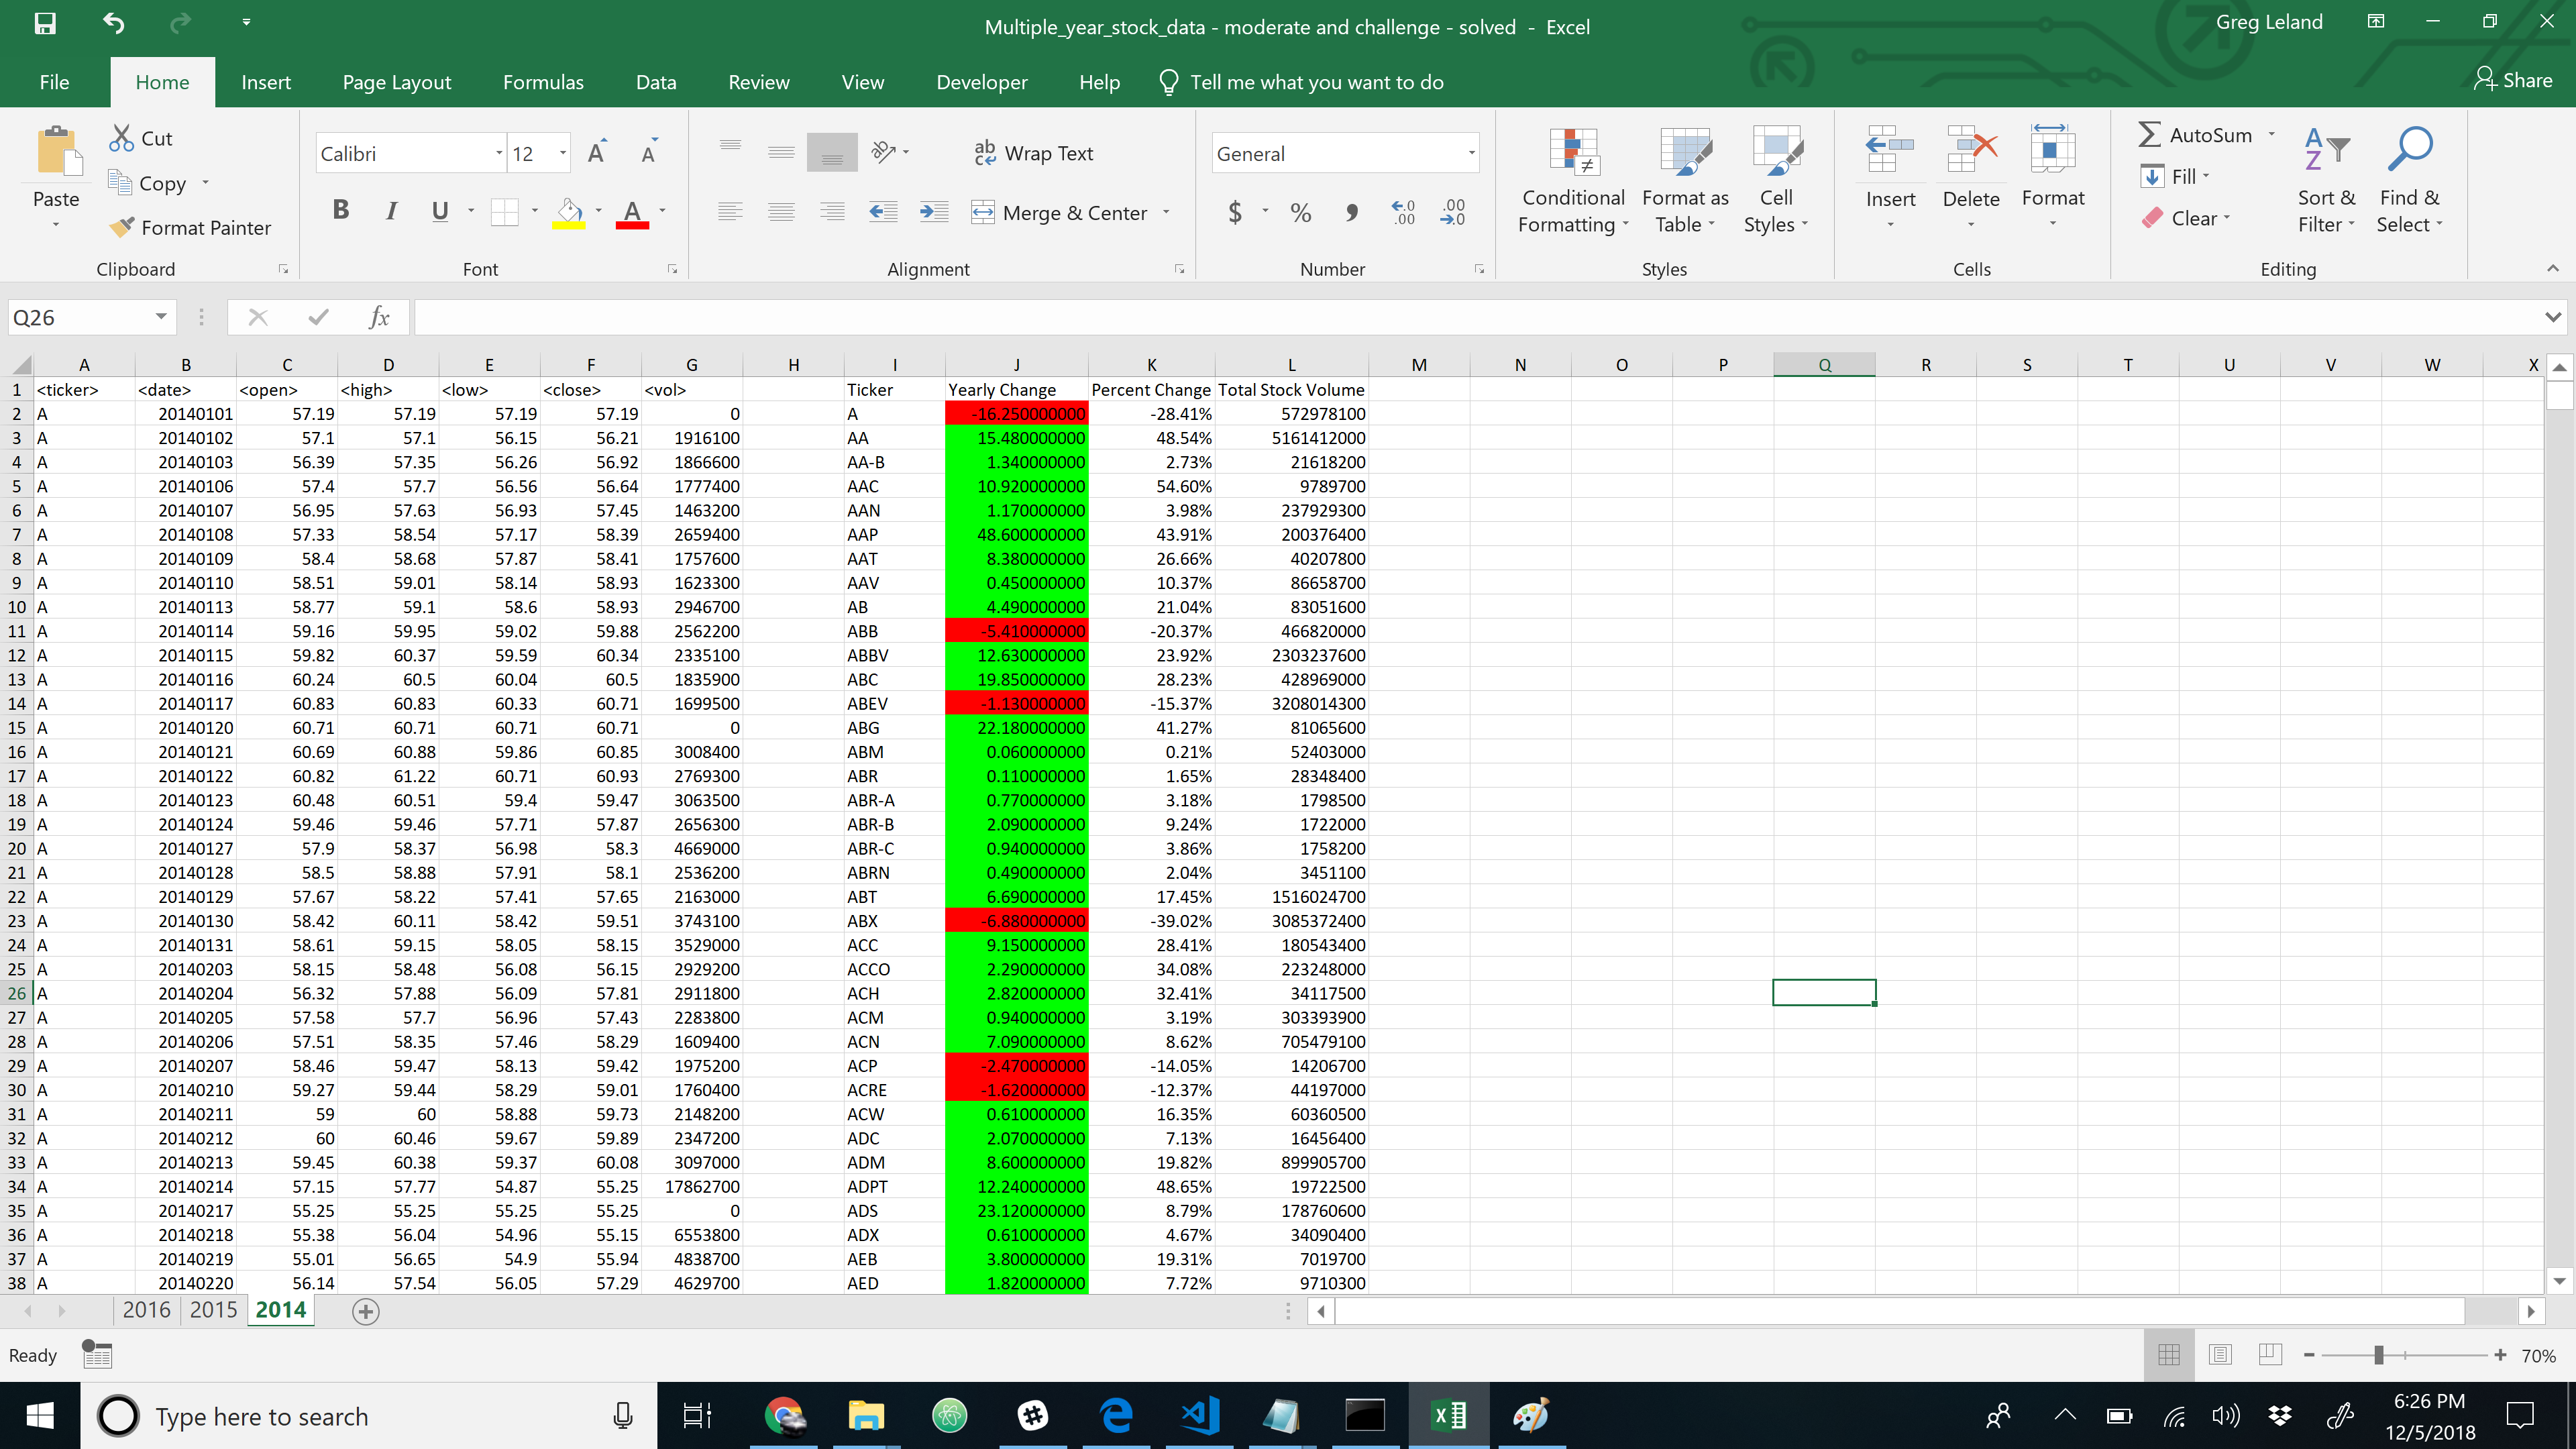 Multiple_year_stock_data - moderate and challenge - solved - Excel
Greg Leland
File Home Insert Page Layout Formulas Data Review View Developer Help Tell me what you want to do
Share
Paste
Cut
Copy
Format Painter
Clipboard
Calibri 12 A A
B I U A
Font
ab Wrap Text
Merge & Center
Alignment
General
$ % , .0 .00 .00 .0
Number
Conditional Formatting
Format as Table
Cell Styles
Styles
Insert Delete Format
Cells
AutoSum
Fill
Clear
Sort & Filter
Find & Select
Editing
Q26 fx
A B C D E F G H I J K L M N O P Q R S T U V W X
1 <ticker> <date> <open> <high> <low> <close> <vol> Ticker Yearly Change Percent Change Total Stock Volume
2 A 20140101 57.19 57.19 57.19 57.19 0 A -16.250000000 -28.41% 572978100
3 A 20140102 57.1 57.1 56.15 56.21 1916100 AA 15.480000000 48.54% 5161412000
4 A 20140103 56.39 57.35 56.26 56.92 1866600 AA-B 1.340000000 2.73% 21618200
5 A 20140106 57.4 57.7 56.56 56.64 1777400 AAC 10.920000000 54.60% 9789700
6 A 20140107 56.95 57.63 56.93 57.45 1463200 AAN 1.170000000 3.98% 237929300
7 A 20140108 57.33 58.54 57.17 58.39 2659400 AAP 48.600000000 43.91% 200376400
8 A 20140109 58.4 58.68 57.87 58.41 1757600 AAT 8.380000000 26.66% 40207800
9 A 20140110 58.51 59.01 58.14 58.93 1623300 AAV 0.450000000 10.37% 86658700
10 A 20140113 58.77 59.1 58.6 58.93 2946700 AB 4.490000000 21.04% 83051600
11 A 20140114 59.16 59.95 59.02 59.88 2562200 ABB -5.410000000 -20.37% 466820000
12 A 20140115 59.82 60.37 59.59 60.34 2335100 ABBV 12.630000000 23.92% 2303237600
13 A 20140116 60.24 60.5 60.04 60.5 1835900 ABC 19.850000000 28.23% 428969000
14 A 20140117 60.83 60.83 60.33 60.71 1699500 ABEV -1.130000000 -15.37% 3208014300
15 A 20140120 60.71 60.71 60.71 60.71 0 ABG 22.180000000 41.27% 81065600
16 A 20140121 60.69 60.88 59.86 60.85 3008400 ABM 0.060000000 0.21% 52403000
17 A 20140122 60.82 61.22 60.71 60.93 2769300 ABR 0.110000000 1.65% 28348400
18 A 20140123 60.48 60.51 59.4 59.47 3063500 ABR-A 0.770000000 3.18% 1798500
19 A 20140124 59.46 59.46 57.71 57.87 2656300 ABR-B 2.090000000 9.24% 1722000
20 A 20140127 57.9 58.37 56.98 58.3 4669000 ABR-C 0.940000000 3.86% 1758200
21 A 20140128 58.5 58.88 57.91 58.1 2536200 ABRN 0.490000000 2.04% 3451100
22 A 20140129 57.67 58.22 57.41 57.65 2163000 ABT 6.690000000 17.45% 1516024700
23 A 20140130 58.42 60.11 58.42 59.51 3743100 ABX -6.880000000 -39.02% 3085372400
24 A 20140131 58.61 59.15 58.05 58.15 3529000 ACC 9.150000000 28.41% 180543400
25 A 20140203 58.15 58.48 56.08 56.15 2929200 ACCO 2.290000000 34.08% 223248000
26 A 20140204 56.32 57.88 56.09 57.81 2911800 ACH 2.820000000 32.41% 34117500
27 A 20140205 57.58 57.7 56.96 57.43 2283800 ACM 0.940000000 3.19% 303393900
28 A 20140206 57.51 58.35 57.46 58.29 1609400 ACN 7.090000000 8.62% 705479100
29 A 20140207 58.46 59.47 58.13 59.42 1975200 ACP -2.470000000 -14.05% 14206700
30 A 20140210 59.27 59.44 58.29 59.01 1760400 ACRE -1.620000000 -12.37% 44197000
31 A 20140211 59 60 58.88 59.73 2148200 ACW 0.610000000 16.35% 60360500
32 A 20140212 60 60.46 59.67 59.89 2347200 ADC 2.070000000 7.13% 16456400
33 A 20140213 59.45 60.38 59.37 60.08 3097000 ADM 8.600000000 19.82% 899905700
34 A 20140214 57.15 57.77 54.87 55.25 17862700 ADPT 12.240000000 48.65% 19722500
35 A 20140217 55.25 55.25 55.25 55.25 0 ADS 23.120000000 8.79% 178760600
36 A 20140218 55.38 56.04 54.96 55.15 6553800 ADX 0.610000000 4.67% 34090400
37 A 20140219 55.01 56.65 54.9 55.94 4838700 AEB 3.800000000 19.31% 7019700
38 A 20140220 56.14 57.54 56.05 57.29 4629700 AED 1.820000000 7.72% 9710300
2016 2015 2014
Ready
70%
Type here to search
6:26 PM
12/5/2018